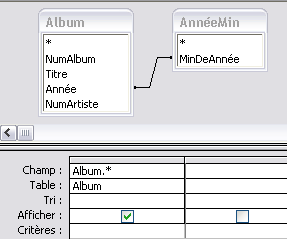 Album
AnnéeMin
*
*
NumAlbum
MinDeAnnée
Titre
Année
NumArtiste
Champ : Album.*
Table : Album
Tri :
Afficher :
Critères :